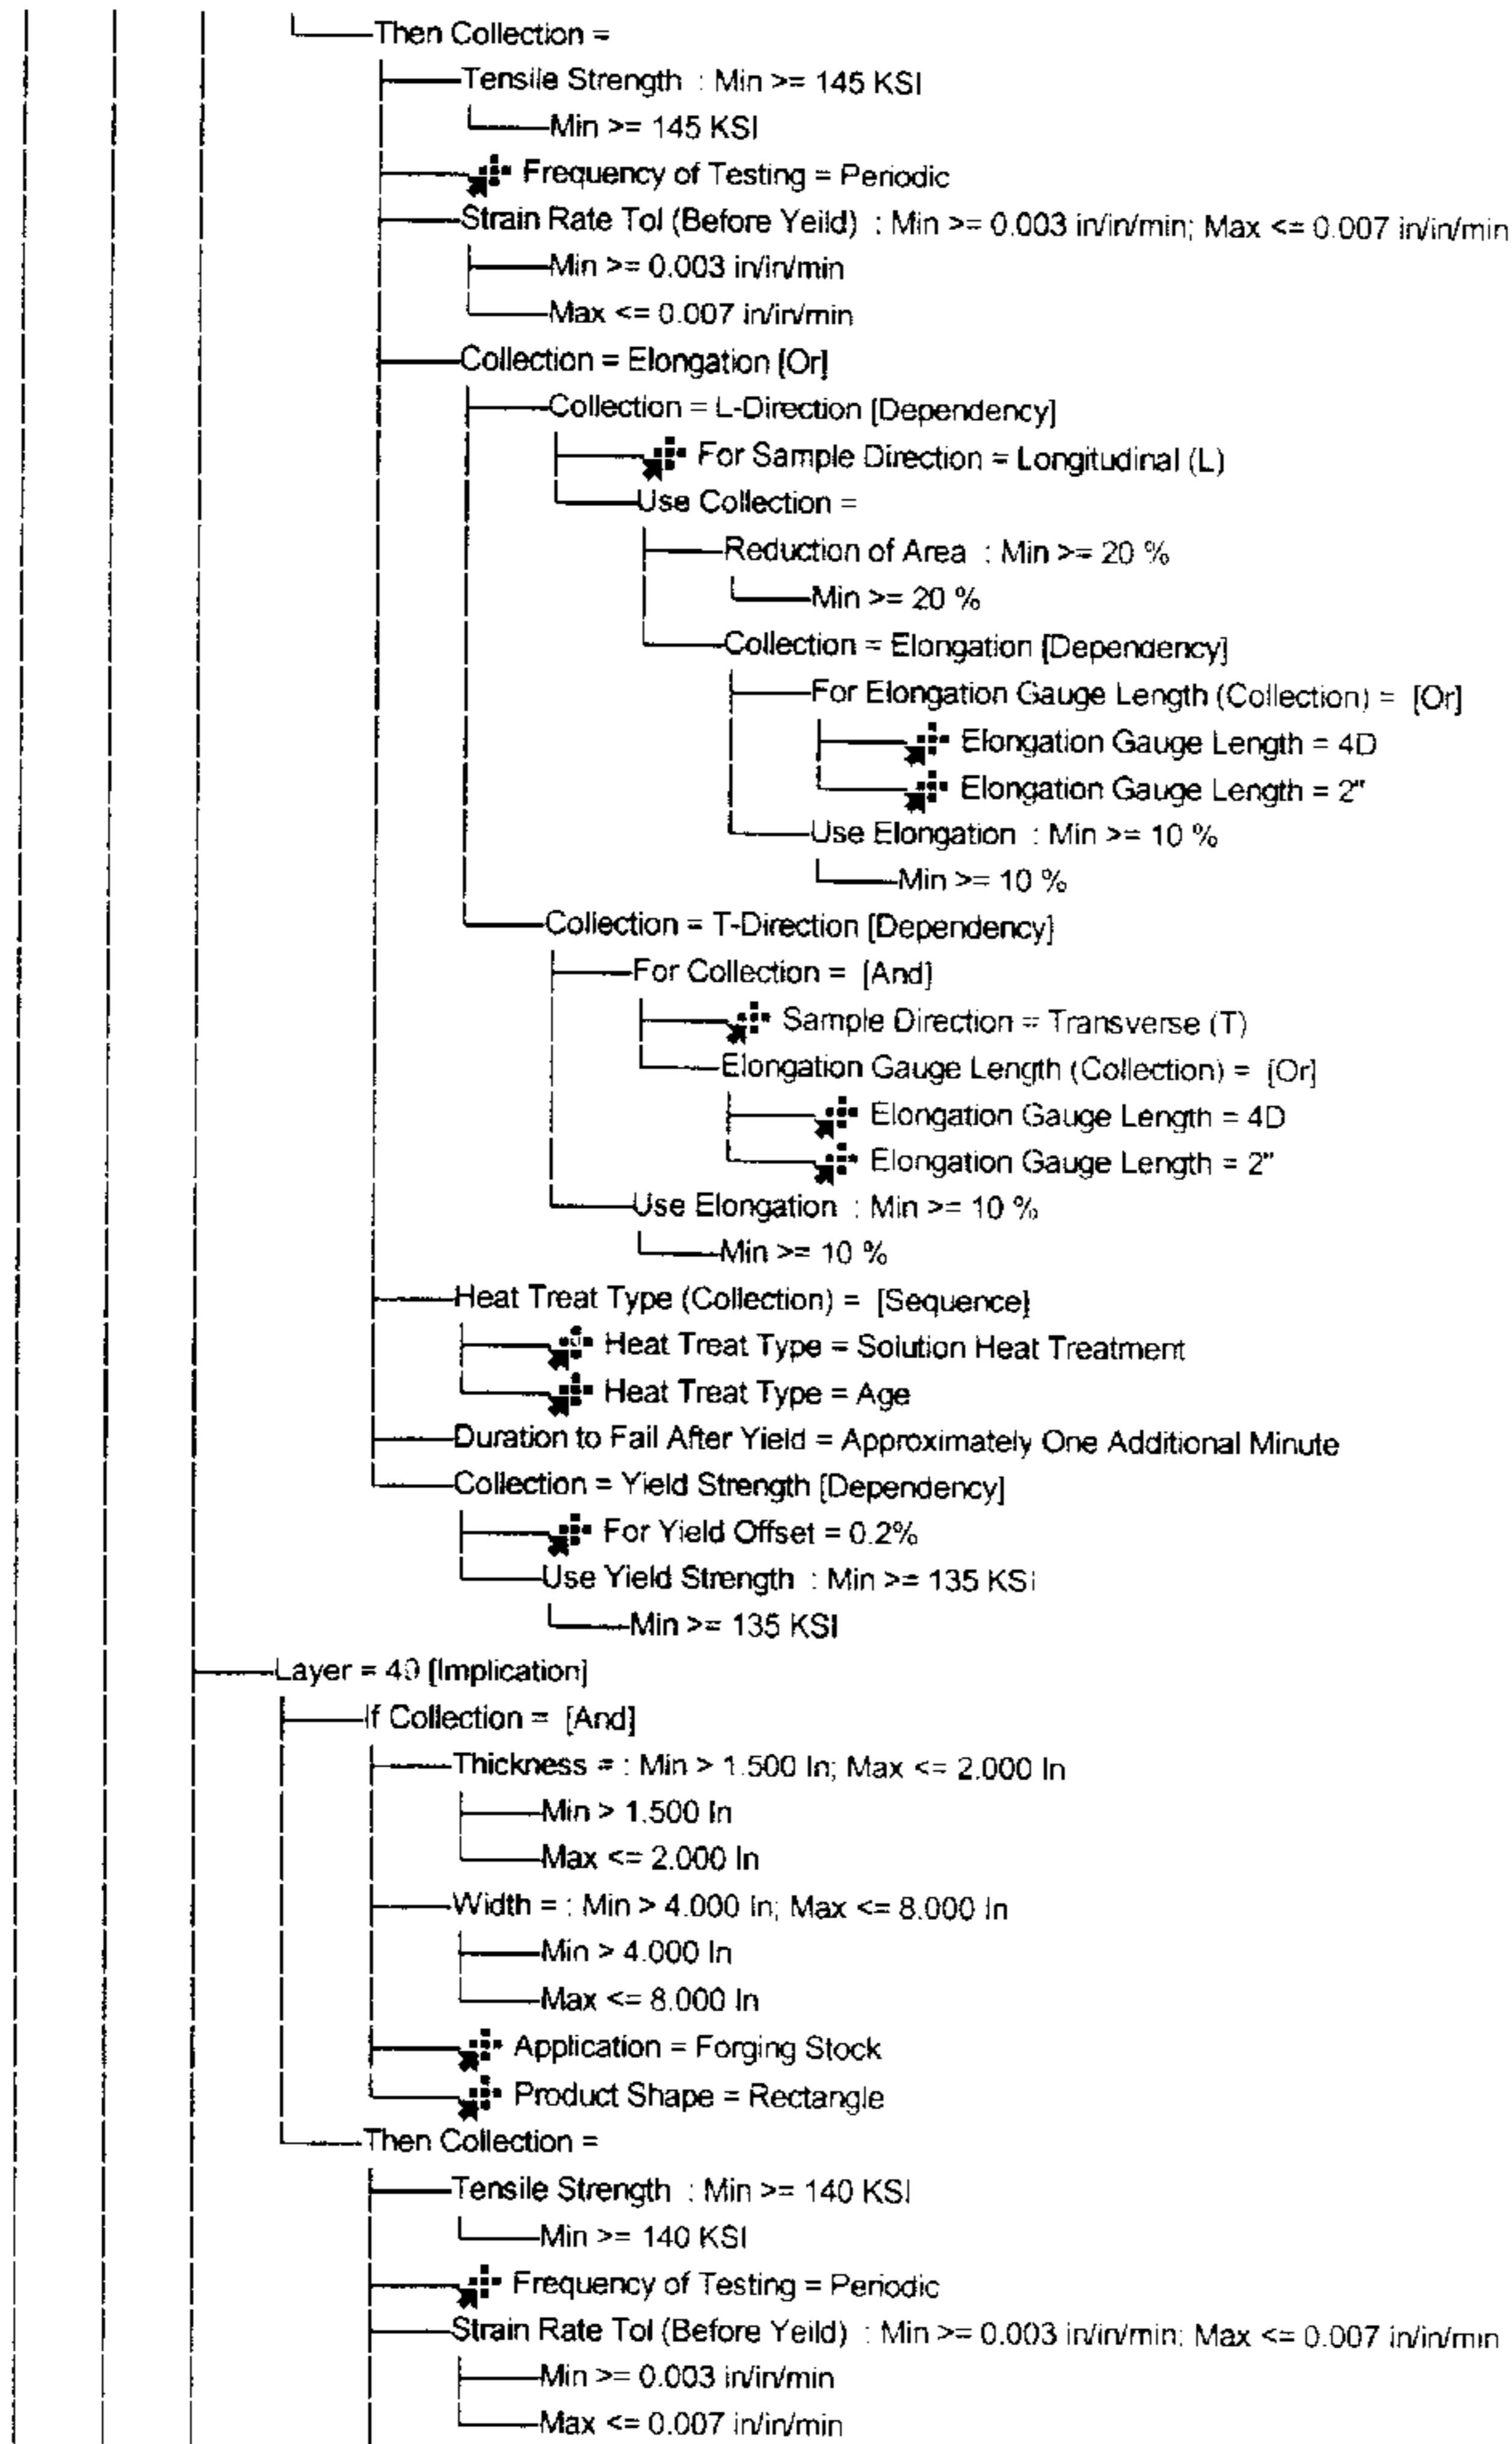 Then Collection =
Tensile Strength : Min >= 145 KSI
Min >= 145 KSI
Frequency of Testing = Periodic
Strain Rate Tol (Before Yeild) : Min >= 0.003 in/in/min; Max <= 0.007 in/in/min
Min >= 0.003 in/in/min
Max <= 0.007 in/in/min
Collection = Elongation [Or]
Collection = L-Direction [Dependency]
For Sample Direction = Longitudinal (L)
Use Collection =
Reduction of Area : Min >= 20 %
Min >= 20 %
Collection = Elongation [Dependency]
For Elongation Gauge Length (Collection) = [Or]
Elongation Gauge Length = 4D
Elongation Gauge Length = 2"
Use Elongation : Min >= 10 %
Min >= 10 %
Collection = T-Direction [Dependency]
For Collection = [And]
Sample Direction = Transverse (T)
Elongation Gauge Length (Collection) = [Or]
Elongation Gauge Length = 4D
Elongation Gauge Length = 2"
Use Elongation : Min >= 10 %
Min >= 10 %
Heat Treat Type (Collection) = [Sequence]
Heat Treat Type = Solution Heat Treatment
Heat Treat Type = Age
Duration to Fail After Yield = Approximately One Additional Minute
Collection = Yield Strength [Dependency]
For Yield Offset = 0.2%
Use Yield Strength : Min >= 135 KSI
Min >= 135 KSI
Layer = 40 [Implication]
If Collection = [And]
Thickness = : Min > 1.500 In; Max <= 2.000 In
Min > 1.500 In
Max <= 2.000 In
Width = : Min > 4.000 In; Max <= 8.000 In
Min > 4.000 In
Max <= 8.000 In
Application = Forging Stock
Product Shape = Rectangle
Then Collection =
Tensile Strength : Min >= 140 KSI
Min >= 140 KSI
Frequency of Testing = Periodic
Strain Rate Tol (Before Yeild) : Min >= 0.003 in/in/min; Max <= 0.007 in/in/min
Min >= 0.003 in/in/min
Max <= 0.007 in/in/min